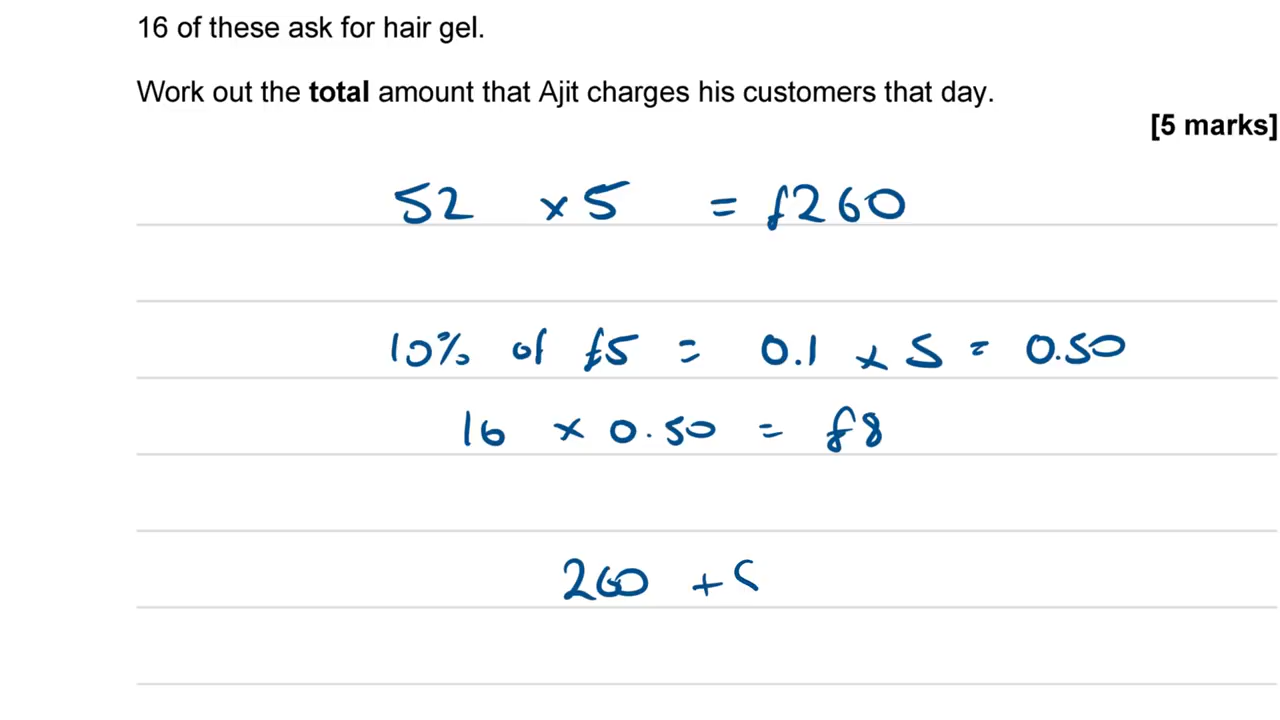 16 of these ask for hair gel.
Work out the total amount that Ajit charges his customers that day.
[5 marks]
52 × 5 = £260
10% of £5 = 0.1 × 5 = 0.50
16 × 0.50 = £8
260 +